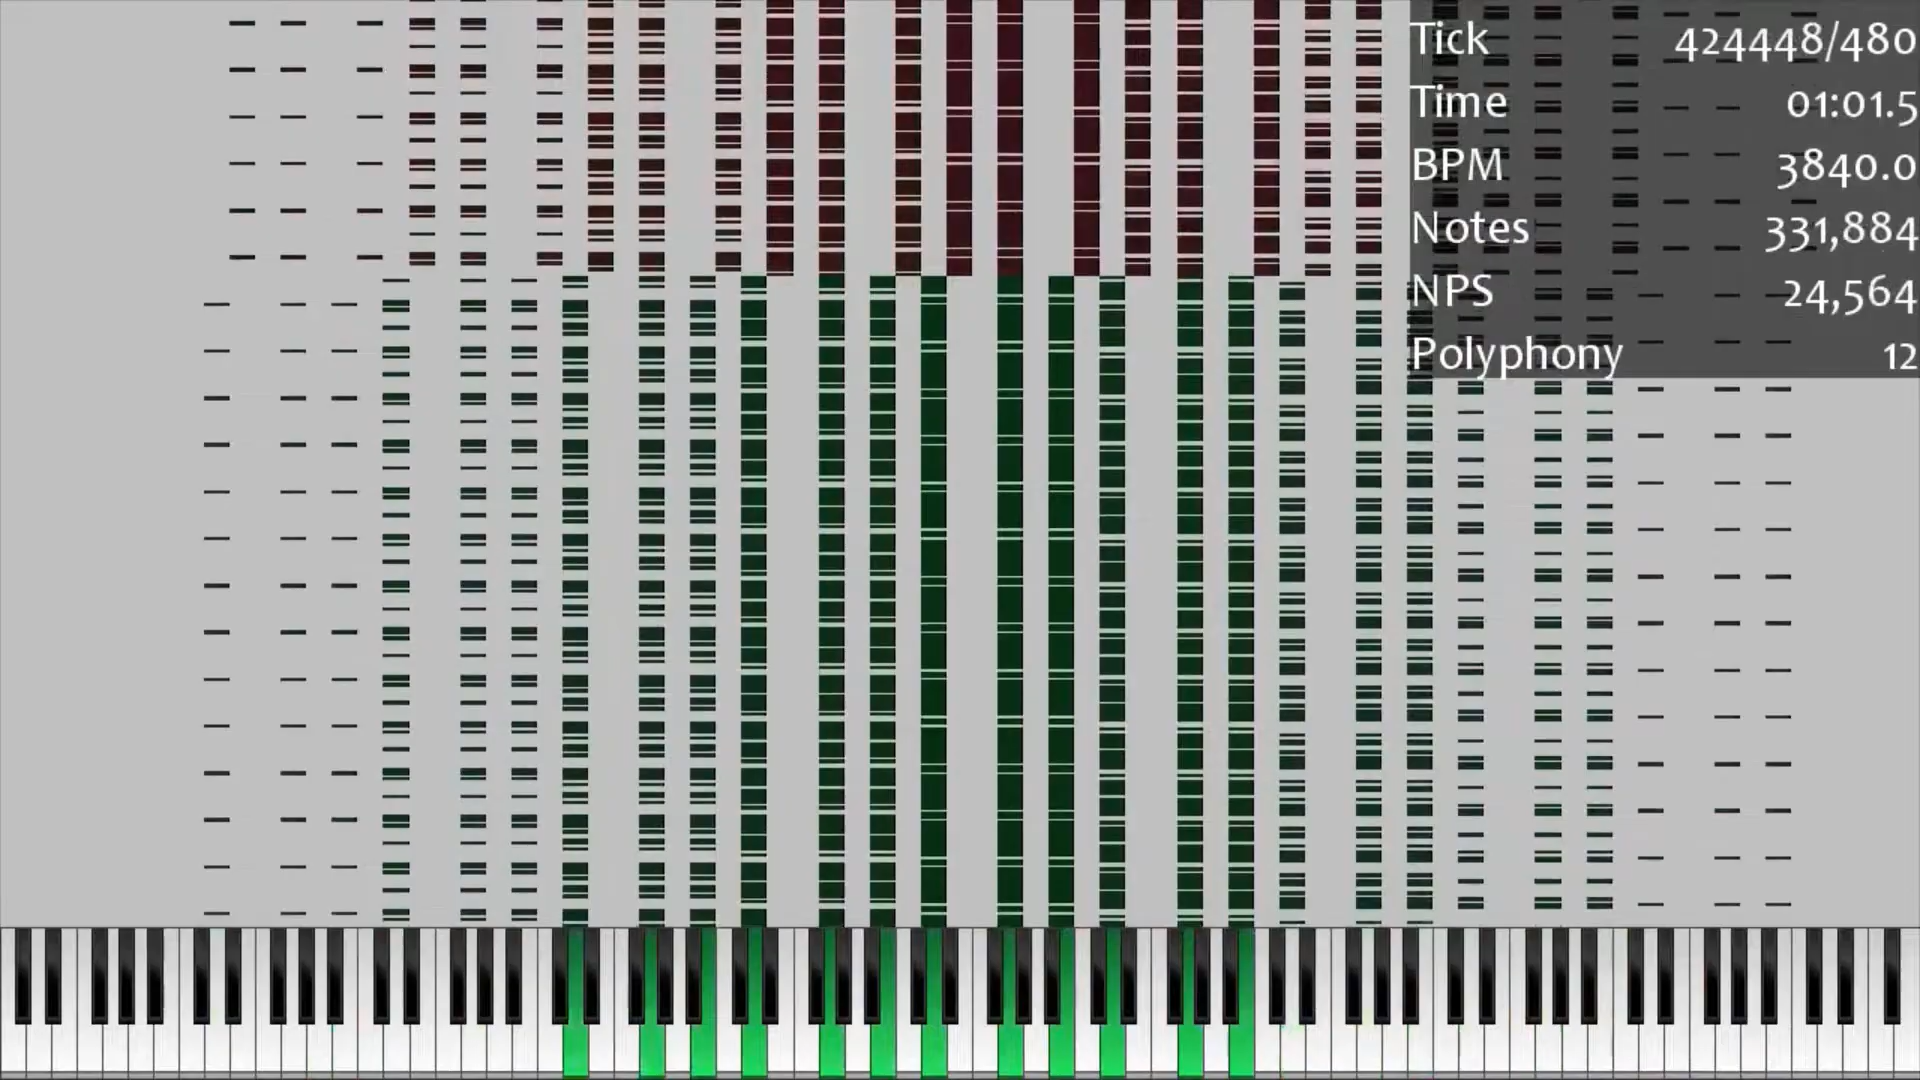 Tick 424448/480
Time 01:01.5
BPM 3840.0
Notes 331,884
NPS 24,564
Polyphony 12